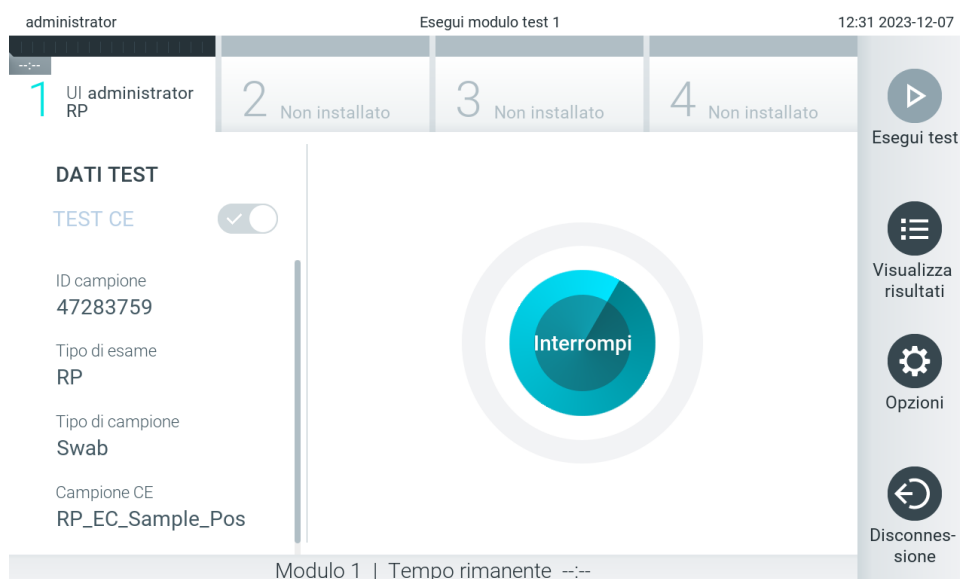 administrator
Esegui modulo test 1
12:31 2023-12-07
--:--
1
UI administrator
RP
2 Non installato
3 Non installato
4 Non installato
Esegui test
DATI TEST
TEST CE
ID campione
47283759
Tipo di esame
RP
Tipo di campione
Swab
Campione CE
RP_EC_Sample_Pos
Interrompi
Visualizza
risultati
Opzioni
Disconnes-
sione
Modulo 1 | Tempo rimanente --:--